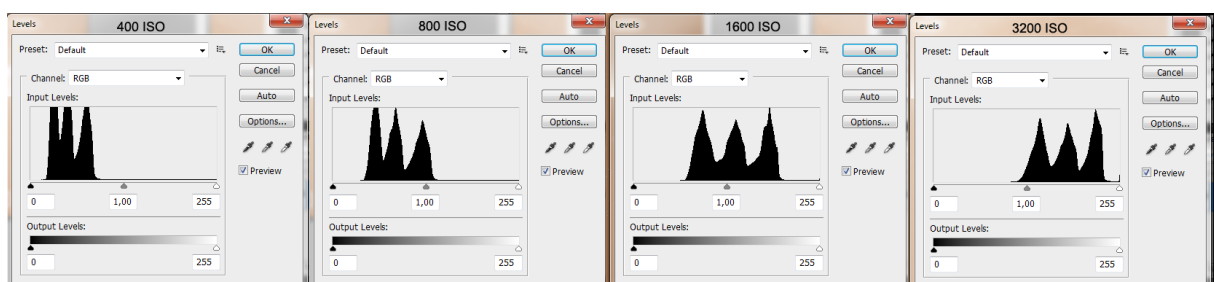 Levels 400 ISO
Preset: Default
OK
Cancel
Channel: RGB
Auto
Input Levels:
Options...
Preview
0 1,00 255
Output Levels:
0 255
Levels 800 ISO
Preset: Default
OK
Cancel
Channel: RGB
Auto
Input Levels:
Options...
Preview
0 1,00 255
Output Levels:
0 255
Levels 1600 ISO
Preset: Default
OK
Cancel
Channel: RGB
Auto
Input Levels:
Options...
Preview
0 1,00 255
Output Levels:
0 255
Levels 3200 ISO
Preset: Default
OK
Cancel
Channel: RGB
Auto
Input Levels:
Options...
Preview
0 1,00 255
Output Levels:
0 255